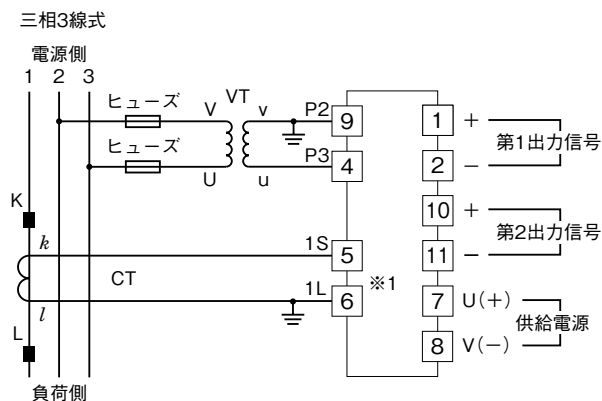 三相3線式
電源側
1 2 3
ヒューズ V VT v P2 9 1 +
第1出力信号
ヒューズ U u P3 4 2 −
10 +
第2出力信号
K
k 1S 5 11 −
CT ※1
l 1L 6 7 U(+)
供給電源
L 8 V(−)
負荷側